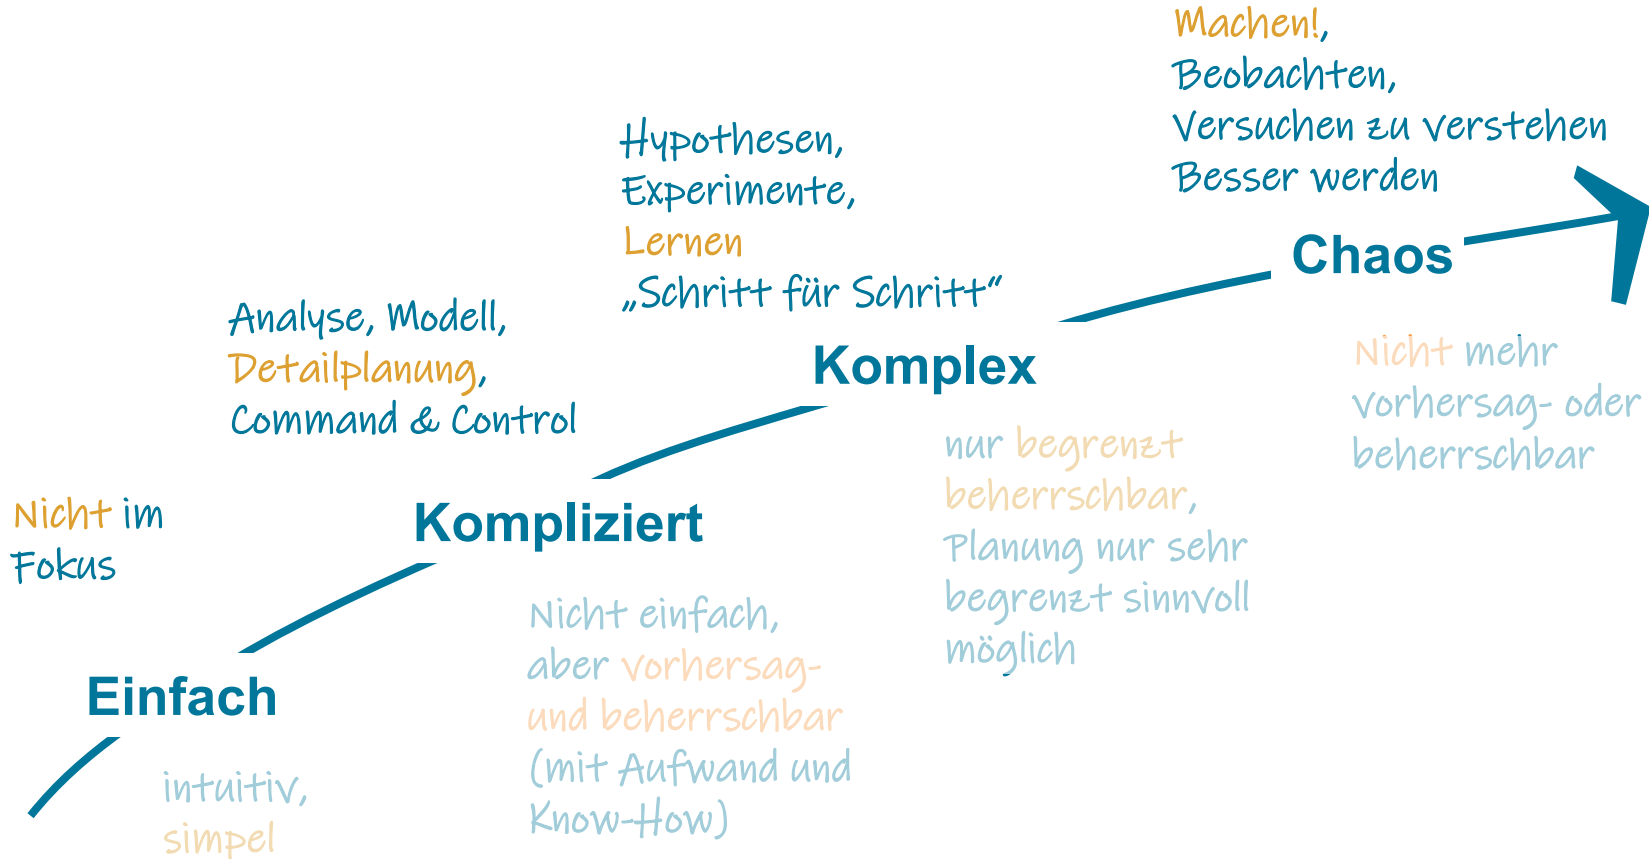 Nicht im
Fokus
Einfach
intuitiv,
simpel
Analyse, Modell,
Detailplanung,
Command & Control
Kompliziert
Nicht einfach,
aber vorhersag-
und beherrschbar
(mit Aufwand und
Know-How)
Hypothesen,
Experimente,
Lernen
„Schritt für Schritt“
Komplex
nur begrenzt
beherrschbar,
Planung nur sehr
begrenzt sinnvoll
möglich
Machen!,
Beobachten,
Versuchen zu verstehen
Besser werden
Chaos
Nicht mehr
vorhersag- oder
beherrschbar